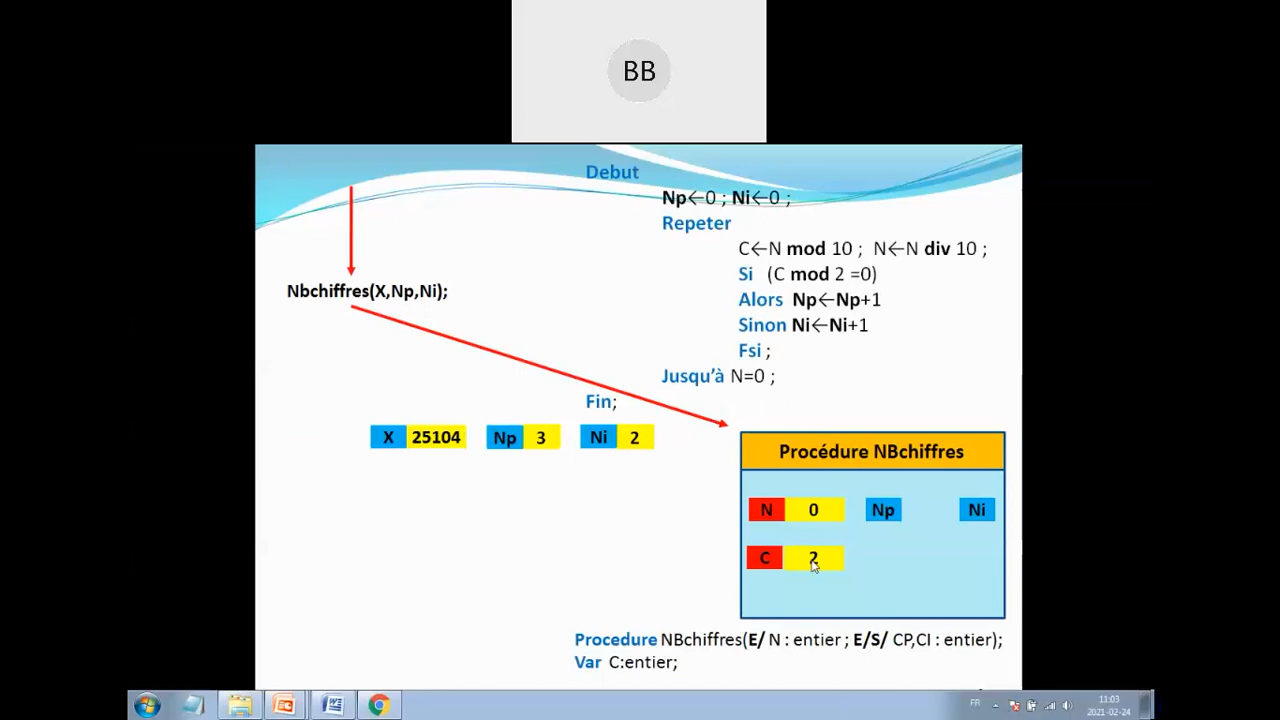 BB
Debut
Np←0 ; Ni←0 ;
Repeter
C←N mod 10 ; N←N div 10 ;
Si (C mod 2 =0)
Nbchiffres(X,Np,Ni);
Alors Np←Np+1
Sinon Ni←Ni+1
Fsi ;
Jusqu'à N=0 ;
Fin;
X 25104 Np 3 Ni 2
Procédure NBchiffres
N 0 Np Ni
C 2
Procedure NBchiffres(E/ N : entier ; E/S/ CP,CI : entier);
Var C:entier;
FR 11:03
2021-02-24